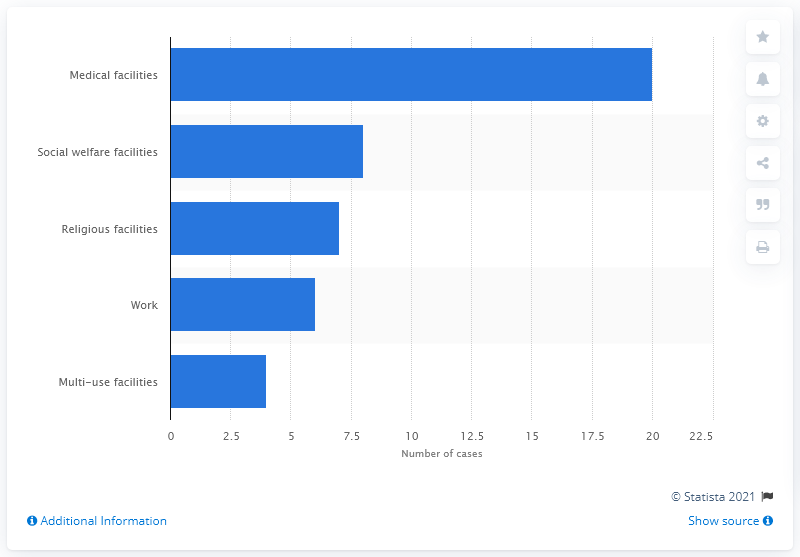 Medical facilities
Social welfare facilities
Religious facilities
Work
Multi-use facilities
0 2.5 5 7.5 10 12.5 15 17.5 20 22.5
Number of cases
© Statista 2021
Additional Information
Show source